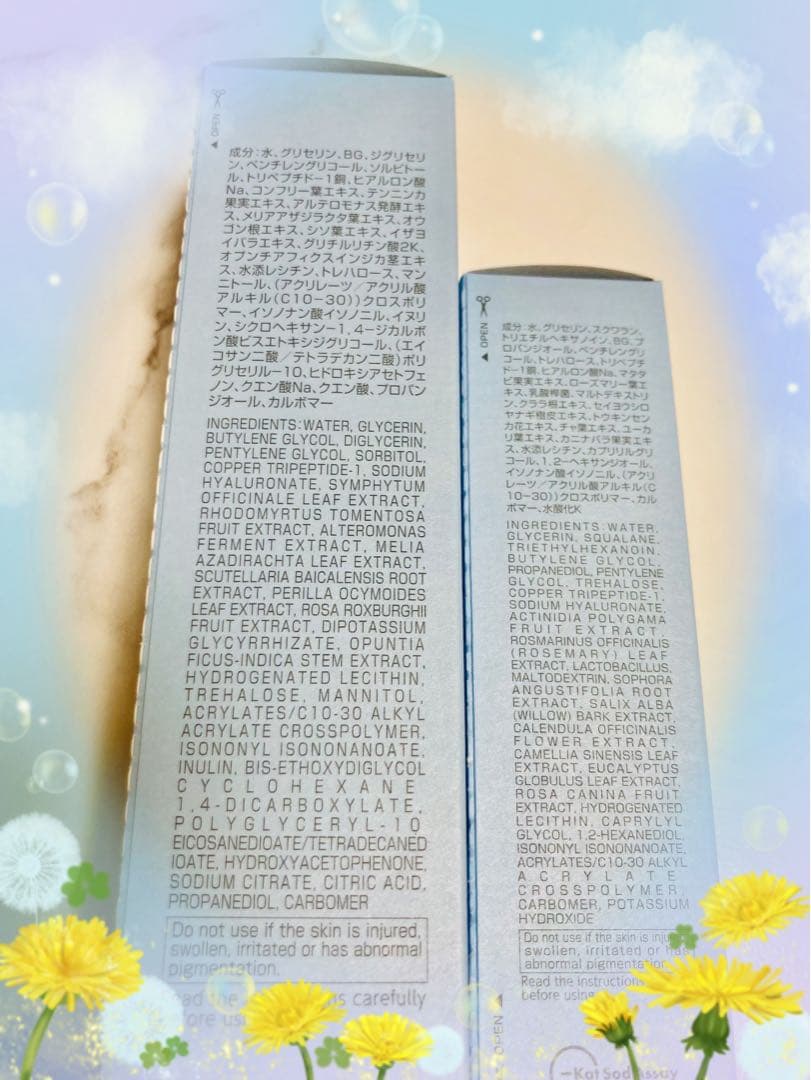 OPEN
成分:水、グリセリン、BG、ジグリセリ
ン、ペンチレングリコール、ソルビトー
ル、トリペプチド-1銅、ヒアルロン酸
Na、コンフリー葉エキス、テンニンカ
果実エキス、アルテロモナス発酵エキ
ス、メリアアザジラクタ葉エキス、オウ
ゴン根エキス、シソ葉エキス、イザヨ
イバラエキス、グリチルリチン酸2K、
オプンチアフィクスインジカ茎エキ
ス、水添レシチン、トレハロース、マン
ニトール、(アクリレーツ/アクリル酸
アルキル(C10-30))クロスポリ
マー、イソノナン酸イソノニル、イヌリ
ン、シクロヘキサン-1,4-ジカルボ
ン酸ビスエトキシジグリコール、(エイ
コサン二酸/テトラデカン二酸)ポリ
グリセリル-10、ヒドロキシアセトフェ
ノン、クエン酸Na、クエン酸、プロパン
ジオール、カルボマー
INGREDIENTS:WATER, GLYCERIN,
BUTYLENE GLYCOL, DIGLYCERIN,
PENTYLENE GLYCOL, SORBITOL,
COPPER TRIPEPTIDE-1, SODIUM
HYALURONATE, SYMPHYTUM
OFFICINALE LEAF EXTRACT,
RHODOMYRTUS TOMENTOSA
FRUIT EXTRACT, ALTEROMONAS
FERMENT EXTRACT, MELIA
AZADIRACHTA LEAF EXTRACT,
SCUTELLARIA BAICALENSIS ROOT
EXTRACT, PERILLA OCYMOIDES
LEAF EXTRACT, ROSA ROXBURGHII
FRUIT EXTRACT, DIPOTASSIUM
GLYCYRRHIZATE, OPUNTIA
FICUS-INDICA STEM EXTRACT,
HYDROGENATED LECITHIN,
TREHALOSE, MANNITOL,
ACRYLATES/C10-30 ALKYL
ACRYLATE CROSSPOLYMER,
ISONONYL ISONONANOATE,
INULIN, BIS-ETHOXYDIGLYCOL
CYCLOHEXANE
1,4-DICARBOXYLATE,
POLYGLYCERYL-10
EICOSANEDIOATE/TETRADECANED
IOATE, HYDROXYACETOPHENONE,
SODIUM CITRATE, CITRIC ACID,
PROPANEDIOL, CARBOMER
Do not use if the skin is injured,
swollen, irritated or has abnormal
pigmentation.
carefully
OPEN
成分:水、グリセリン、スクワラン、
トリエチルヘキサノイン、BG、プ
ロパンジオール、ペンチレングリ
コール、トレハロース、トリペプチ
ド-1銅、ヒアルロン酸Na、マタタ
ビ果実エキス、ローズマリー葉エ
キス、乳酸桿菌、マルトデキストリ
ン、クララ根エキス、セイヨウシロ
ヤナギ樹皮エキス、トウキンセン
カ花エキス、チャ葉エキス、ユーカ
リ葉エキス、カニナバラ果実エキ
ス、水添レシチン、カプリリルグリ
コール、1,2-ヘキサンジオール、
イソノナン酸イソノニル、(アクリ
レーツ/アクリル酸アルキル(C
10-30))クロスポリマー、カル
ボマー、水酸化K
INGREDIENTS:WATER,
GLYCERIN, SQUALANE,
TRIETHYLHEXANOIN,
BUTYLENE GLYCOL,
PROPANEDIOL, PENTYLENE
GLYCOL, TREHALOSE,
COPPER TRIPEPTIDE-1,
SODIUM HYALURONATE,
ACTINIDIA POLYGAMA
FRUIT EXTRACT,
ROSMARINUS OFFICINALIS
(ROSEMARY) LEAF
EXTRACT, LACTOBACILLUS,
MALTODEXTRIN, SOPHORA
ANGUSTIFOLIA ROOT
EXTRACT, SALIX ALBA
(WILLOW) BARK EXTRACT,
CALENDULA OFFICINALIS
FLOWER EXTRACT,
CAMELLIA SINENSIS LEAF
EXTRACT, EUCALYPTUS
GLOBULUS LEAF EXTRACT,
ROSA CANINA FRUIT
EXTRACT, HYDROGENATED
LECITHIN, CAPRYLYL
GLYCOL, 1,2-HEXANEDIOL,
ISONONYL ISONONANOATE,
ACRYLATES/C10-30 ALKYL
ACRYLATE
CROSSPOLYMER,
CARBOMER, POTASSIUM
HYDROXIDE
Do not use if the skin is
swollen, irritated or has
abnormal pigmentation.
Read the instructions
before using
OPEN
Kat Sod Assay